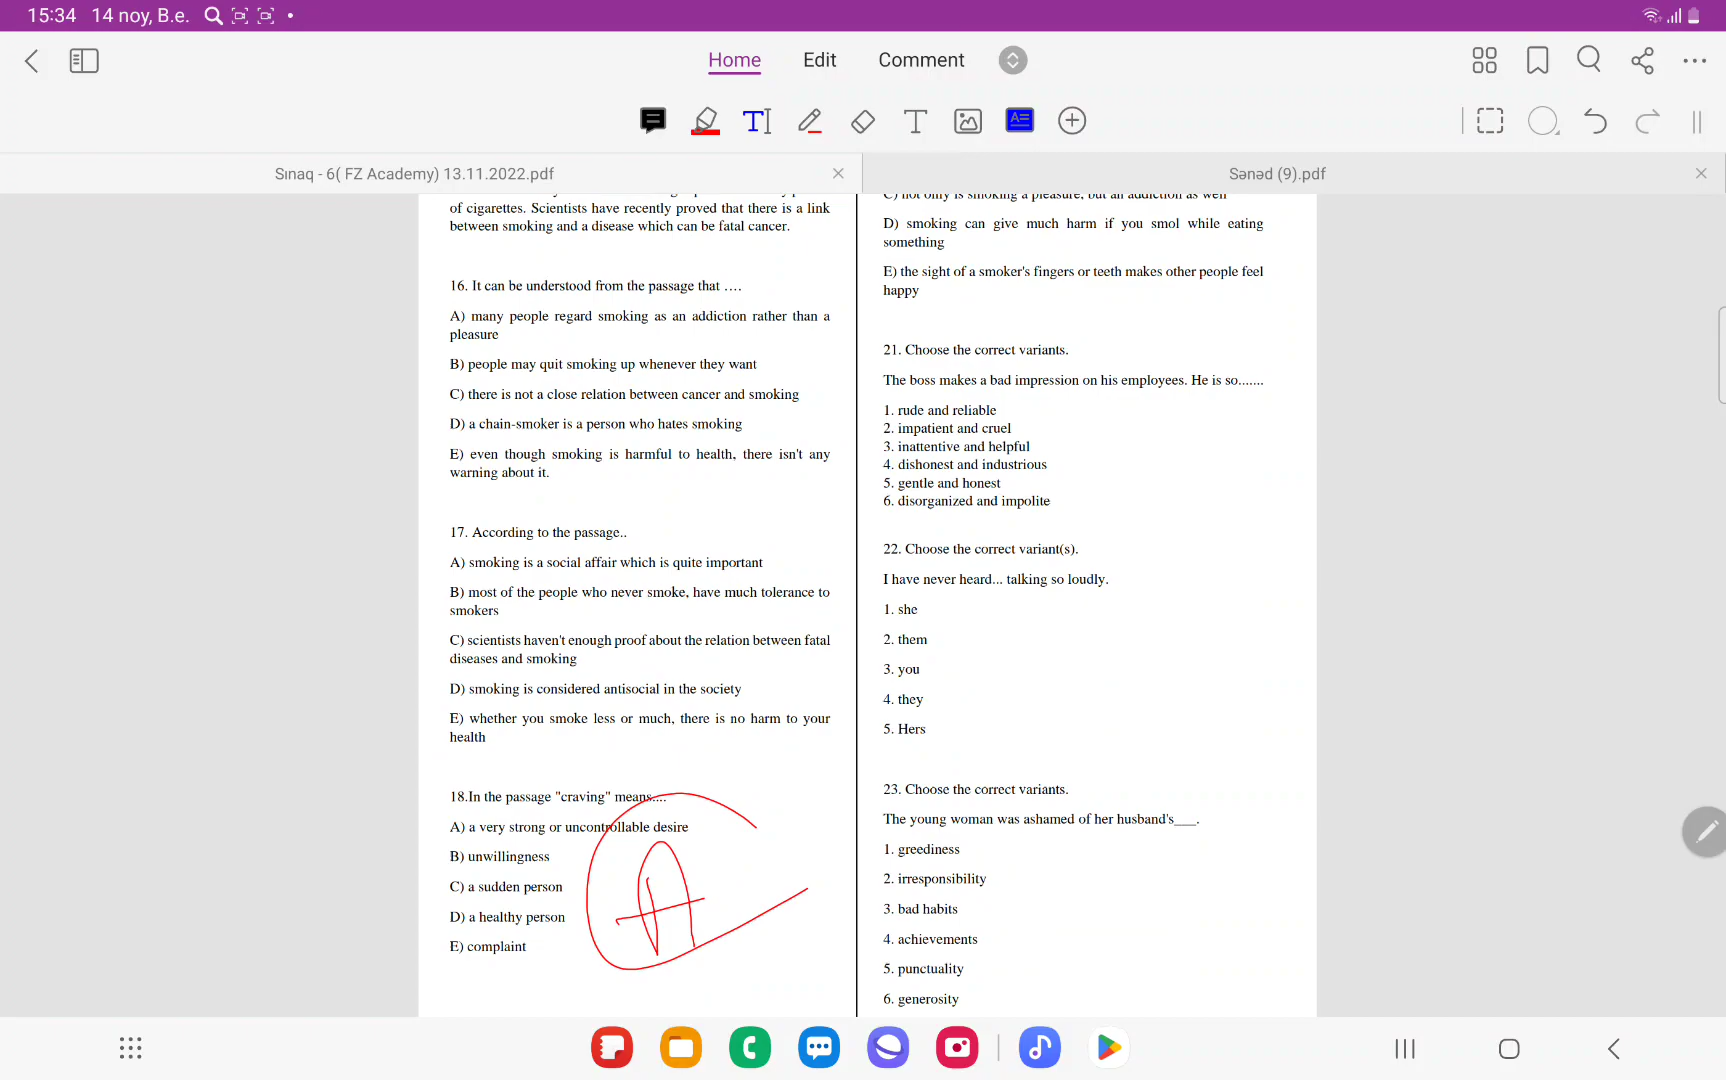 15:34 14 noy, B.e.
Home Edit Comment
Sınaq - 6( FZ Academy) 13.11.2022.pdf
Sənəd (9).pdf
of cigarettes. Scientists have recently proved that there is a link
between smoking and a disease which can be fatal cancer.
16. It can be understood from the passage that ….
A) many people regard smoking as an addiction rather than a
pleasure
B) people may quit smoking up whenever they want
C) there is not a close relation between cancer and smoking
D) a chain-smoker is a person who hates smoking
E) even though smoking is harmful to health, there isn't any
warning about it.
17. According to the passage..
A) smoking is a social affair which is quite important
B) most of the people who never smoke, have much tolerance to
smokers
C) scientists haven't enough proof about the relation between fatal
diseases and smoking
D) smoking is considered antisocial in the society
E) whether you smoke less or much, there is no harm to your
health
18.In the passage "craving" means....
A) a very strong or uncontrollable desire
B) unwillingness
C) a sudden person
D) a healthy person
E) complaint
A
C) not only is smoking a pleasure, but an addiction as well
D) smoking can give much harm if you smol while eating
something
E) the sight of a smoker's fingers or teeth makes other people feel
happy
21. Choose the correct variants.
The boss makes a bad impression on his employees. He is so.......
1. rude and reliable
2. impatient and cruel
3. inattentive and helpful
4. dishonest and industrious
5. gentle and honest
6. disorganized and impolite
22. Choose the correct variant(s).
I have never heard... talking so loudly.
1. she
2. them
3. you
4. they
5. Hers
23. Choose the correct variants.
The young woman was ashamed of her husband's___.
1. greediness
2. irresponsibility
3. bad habits
4. achievements
5. punctuality
6. generosity